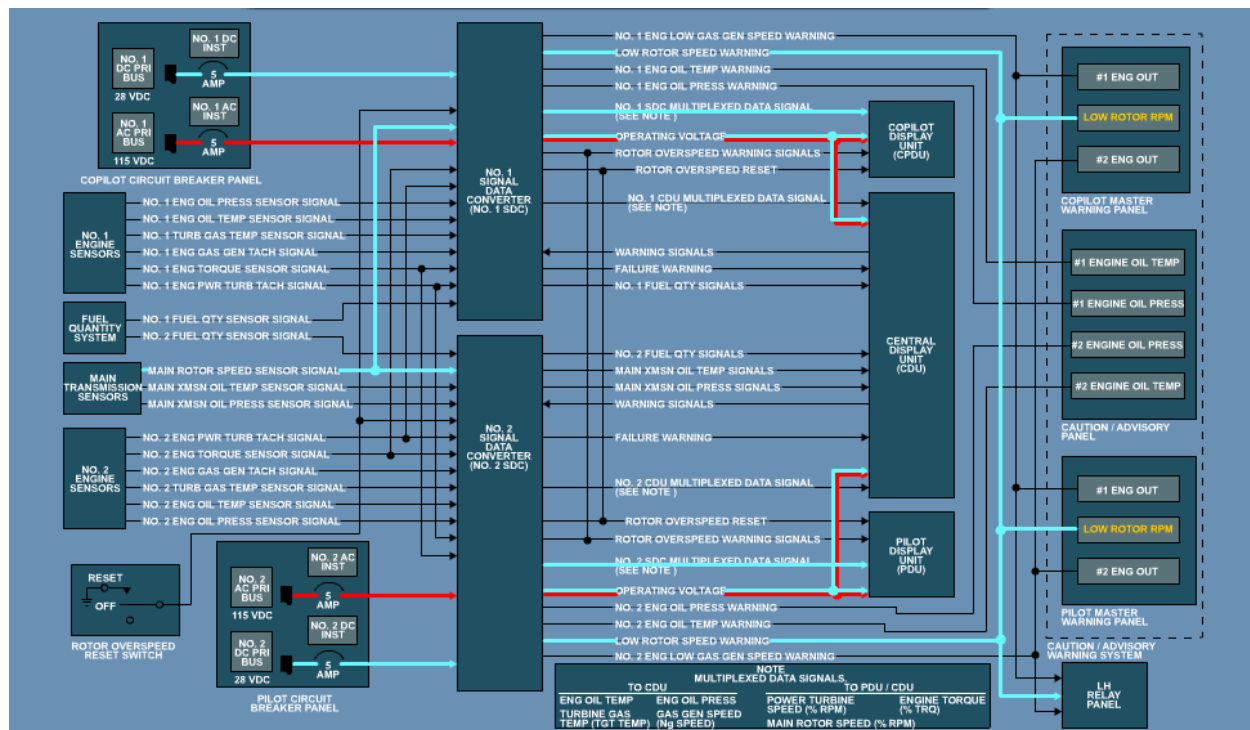 NO. 1 DC
INST
NO. 1
DC PRI
BUS
28 VDC
5
AMP
NO. 1 AC
INST
NO. 1
AC PRI
BUS
115 VDC
5
AMP
COPILOT CIRCUIT BREAKER PANEL
NO. 1
ENGINE
SENSORS
NO. 1 ENG OIL PRESS SENSOR SIGNAL
NO. 1 ENG OIL TEMP SENSOR SIGNAL
NO. 1 TURB GAS TEMP SENSOR SIGNAL
NO. 1 ENG GAS GEN TACH SIGNAL
NO. 1 ENG TORQUE SENSOR SIGNAL
NO. 1 ENG PWR TURB TACH SIGNAL
FUEL
QUANTITY
SYSTEM
NO. 1 FUEL QTY SENSOR SIGNAL
NO. 2 FUEL QTY SENSOR SIGNAL
MAIN
TRANSMISSION
SENSORS
MAIN ROTOR SPEED SENSOR SIGNAL
MAIN XMSN OIL TEMP SENSOR SIGNAL
MAIN XMSN OIL PRESS SENSOR SIGNAL
NO. 2
ENGINE
SENSORS
NO. 2 ENG PWR TURB TACH SIGNAL
NO. 2 ENG TORQUE SENSOR SIGNAL
NO. 2 ENG GAS GEN TACH SIGNAL
NO. 2 TURB GAS TEMP SENSOR SIGNAL
NO. 2 ENG OIL TEMP SENSOR SIGNAL
NO. 2 ENG OIL PRESS SENSOR SIGNAL
RESET
OFF
ROTOR OVERSPEED
RESET SWITCH
NO. 2 AC
INST
NO. 2
AC PRI
BUS
115 VDC
5
AMP
NO. 2 DC
INST
NO. 2
DC PRI
BUS
28 VDC
5
AMP
PILOT CIRCUIT
BREAKER PANEL
NO. 1
SIGNAL
DATA
CONVERTER
(NO. 1 SDC)
NO. 2
SIGNAL
DATA
CONVERTER
(NO. 2 SDC)
NO. 1 ENG LOW GAS GEN SPEED WARNING
LOW ROTOR SPEED WARNING
NO. 1 ENG OIL TEMP WARNING
NO. 1 ENG OIL PRESS WARNING
NO. 1 SDC MULTIPLEXED DATA SIGNAL
(SEE NOTE )
OPERATING VOLTAGE
ROTOR OVERSPEED WARNING SIGNALS
ROTOR OVERSPEED RESET
NO. 1 CDU MULTIPLEXED DATA SIGNAL
(SEE NOTE)
WARNING SIGNALS
FAILURE WARNING
NO. 1 FUEL QTY SIGNALS
NO. 2 FUEL QTY SIGNALS
MAIN XMSN OIL TEMP SIGNALS
MAIN XMSN OIL PRESS SIGNALS
WARNING SIGNALS
FAILURE WARNING
NO. 2 CDU MULTIPLEXED DATA SIGNAL
(SEE NOTE )
ROTOR OVERSPEED RESET
ROTOR OVERSPEED WARNING SIGNALS
NO. 2 SDC MULTIPLEXED DATA SIGNAL
(SEE NOTE )
OPERATING VOLTAGE
NO. 2 ENG OIL PRESS WARNING
NO. 2 ENG OIL TEMP WARNING
LOW ROTOR SPEED WARNING
NO. 2 ENG LOW GAS GEN SPEED WARNING
COPILOT
DISPLAY
UNIT
(CPDU)
CENTRAL
DISPLAY
UNIT
(CDU)
PILOT
DISPLAY
UNIT
(PDU)
#1 ENG OUT
LOW ROTOR RPM
#2 ENG OUT
COPILOT MASTER
WARNING PANEL
#1 ENGINE OIL TEMP
#1 ENGINE OIL PRESS
#2 ENGINE OIL PRESS
#2 ENGINE OIL TEMP
CAUTION / ADVISORY
PANEL
#1 ENG OUT
LOW ROTOR RPM
#2 ENG OUT
PILOT MASTER
WARNING PANEL
CAUTION / ADVISORY
WARNING SYSTEM
LH
RELAY
PANEL
NOTE
MULTIPLEXED DATA SIGNALS
TO CDU
ENG OIL TEMP ENG OIL PRESS
TURBINE GAS GAS GEN SPEED
TEMP (TGT TEMP) (Ng SPEED)
TO PDU / CDU
POWER TURBINE ENGINE TORQUE
SPEED (% RPM) (% TRQ)
MAIN ROTOR SPEED (% RPM)